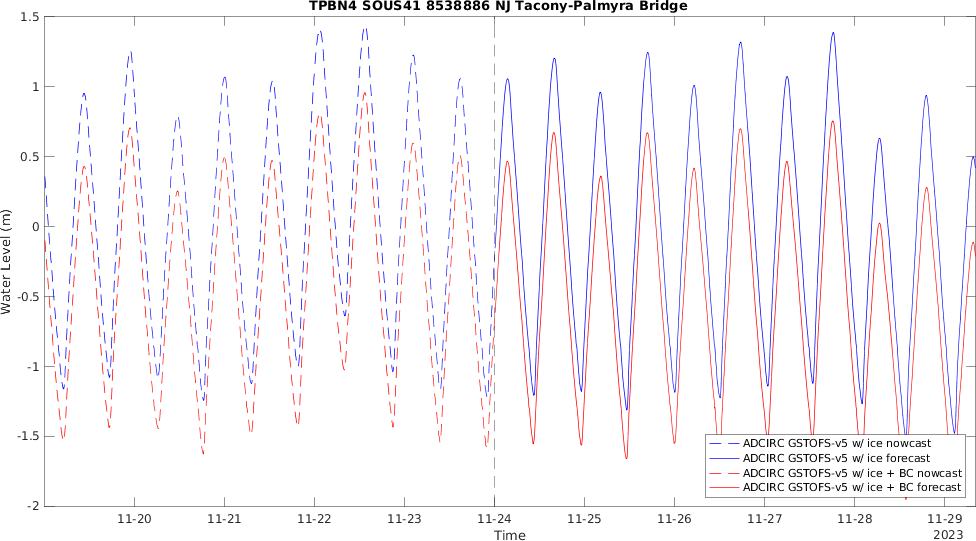 TPBN4 SOUS41 8538886 NJ Tacony-Palmyra Bridge
1.5
1
0.5
0
-0.5
-1
-1.5
-2
Water Level (m)
ADCIRC GSTOFS-v5 w/ ice nowcast
ADCIRC GSTOFS-v5 w/ ice forecast
ADCIRC GSTOFS-v5 w/ ice + BC nowcast
ADCIRC GSTOFS-v5 w/ ice + BC forecast
11-20 11-21 11-22 11-23 11-24 11-25 11-26 11-27 11-28 11-29
Time
2023